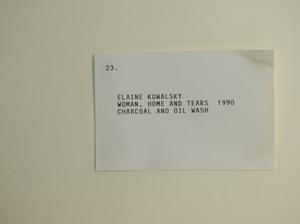 23.
ELAINE KOWALSKY
WOMAN, HOME AND TEARS 1990
CHARCOAL AND OIL WASH